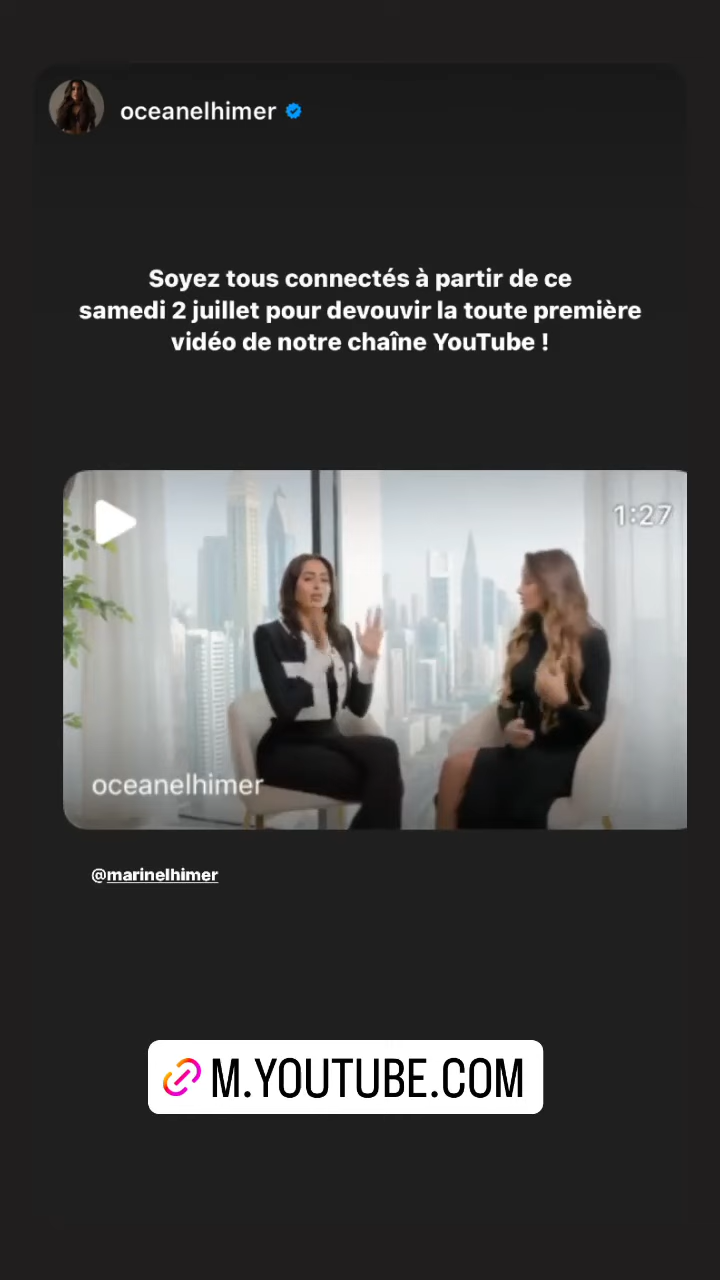 oceanelhimer
Soyez tous connectés à partir de ce
samedi 2 juillet pour devouvir la toute première
vidéo de notre chaîne YouTube !
1:27
oceanelhimer
@marinelhimer
M.YOUTUBE.COM